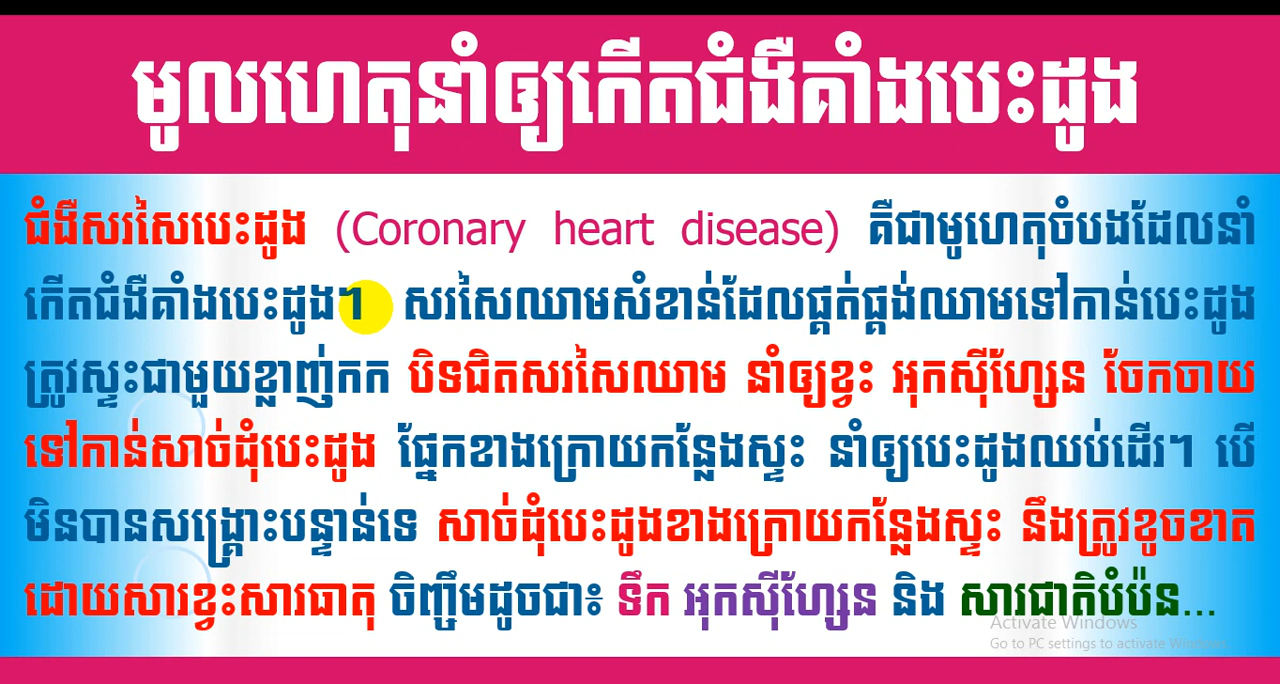 មូលហេតុនាំឲ្យកើតជំងឺគាំងបេះដូង
ជំងឺសរសៃបេះដូង (Coronary heart disease) គឺជាមូហេតុចំបងដែលនាំ
កើតជំងឺគាំងបេះដូង។ សរសៃឈាមសំខាន់ដែលផ្គត់ផ្គង់ឈាមទៅកាន់បេះដូង
ត្រូវស្ទះជាមួយខ្លាញ់កក បិទជិតសរសៃឈាម នាំឲ្យខ្វះ អុកស៊ីហ្សែន ចែកចាយ
ទៅកាន់សាច់ដុំបេះដូង ផ្នែកខាងក្រោយកន្លែងស្ទះ នាំឲ្យបេះដូងឈប់ដើរ។ បើ
មិនបានសង្គ្រោះបន្ទាន់ទេ សាច់ដុំបេះដូងខាងក្រោយកន្លែងស្ទះ នឹងត្រូវខូចខាត
ដោយសារខ្វះសារធាតុ ចិញ្ចឹមដូចជា៖ ទឹក អុកស៊ីហ្សែន និង សារជាតិបំប៉ន...
Activate Windows
Go to PC settings to activate Windows.